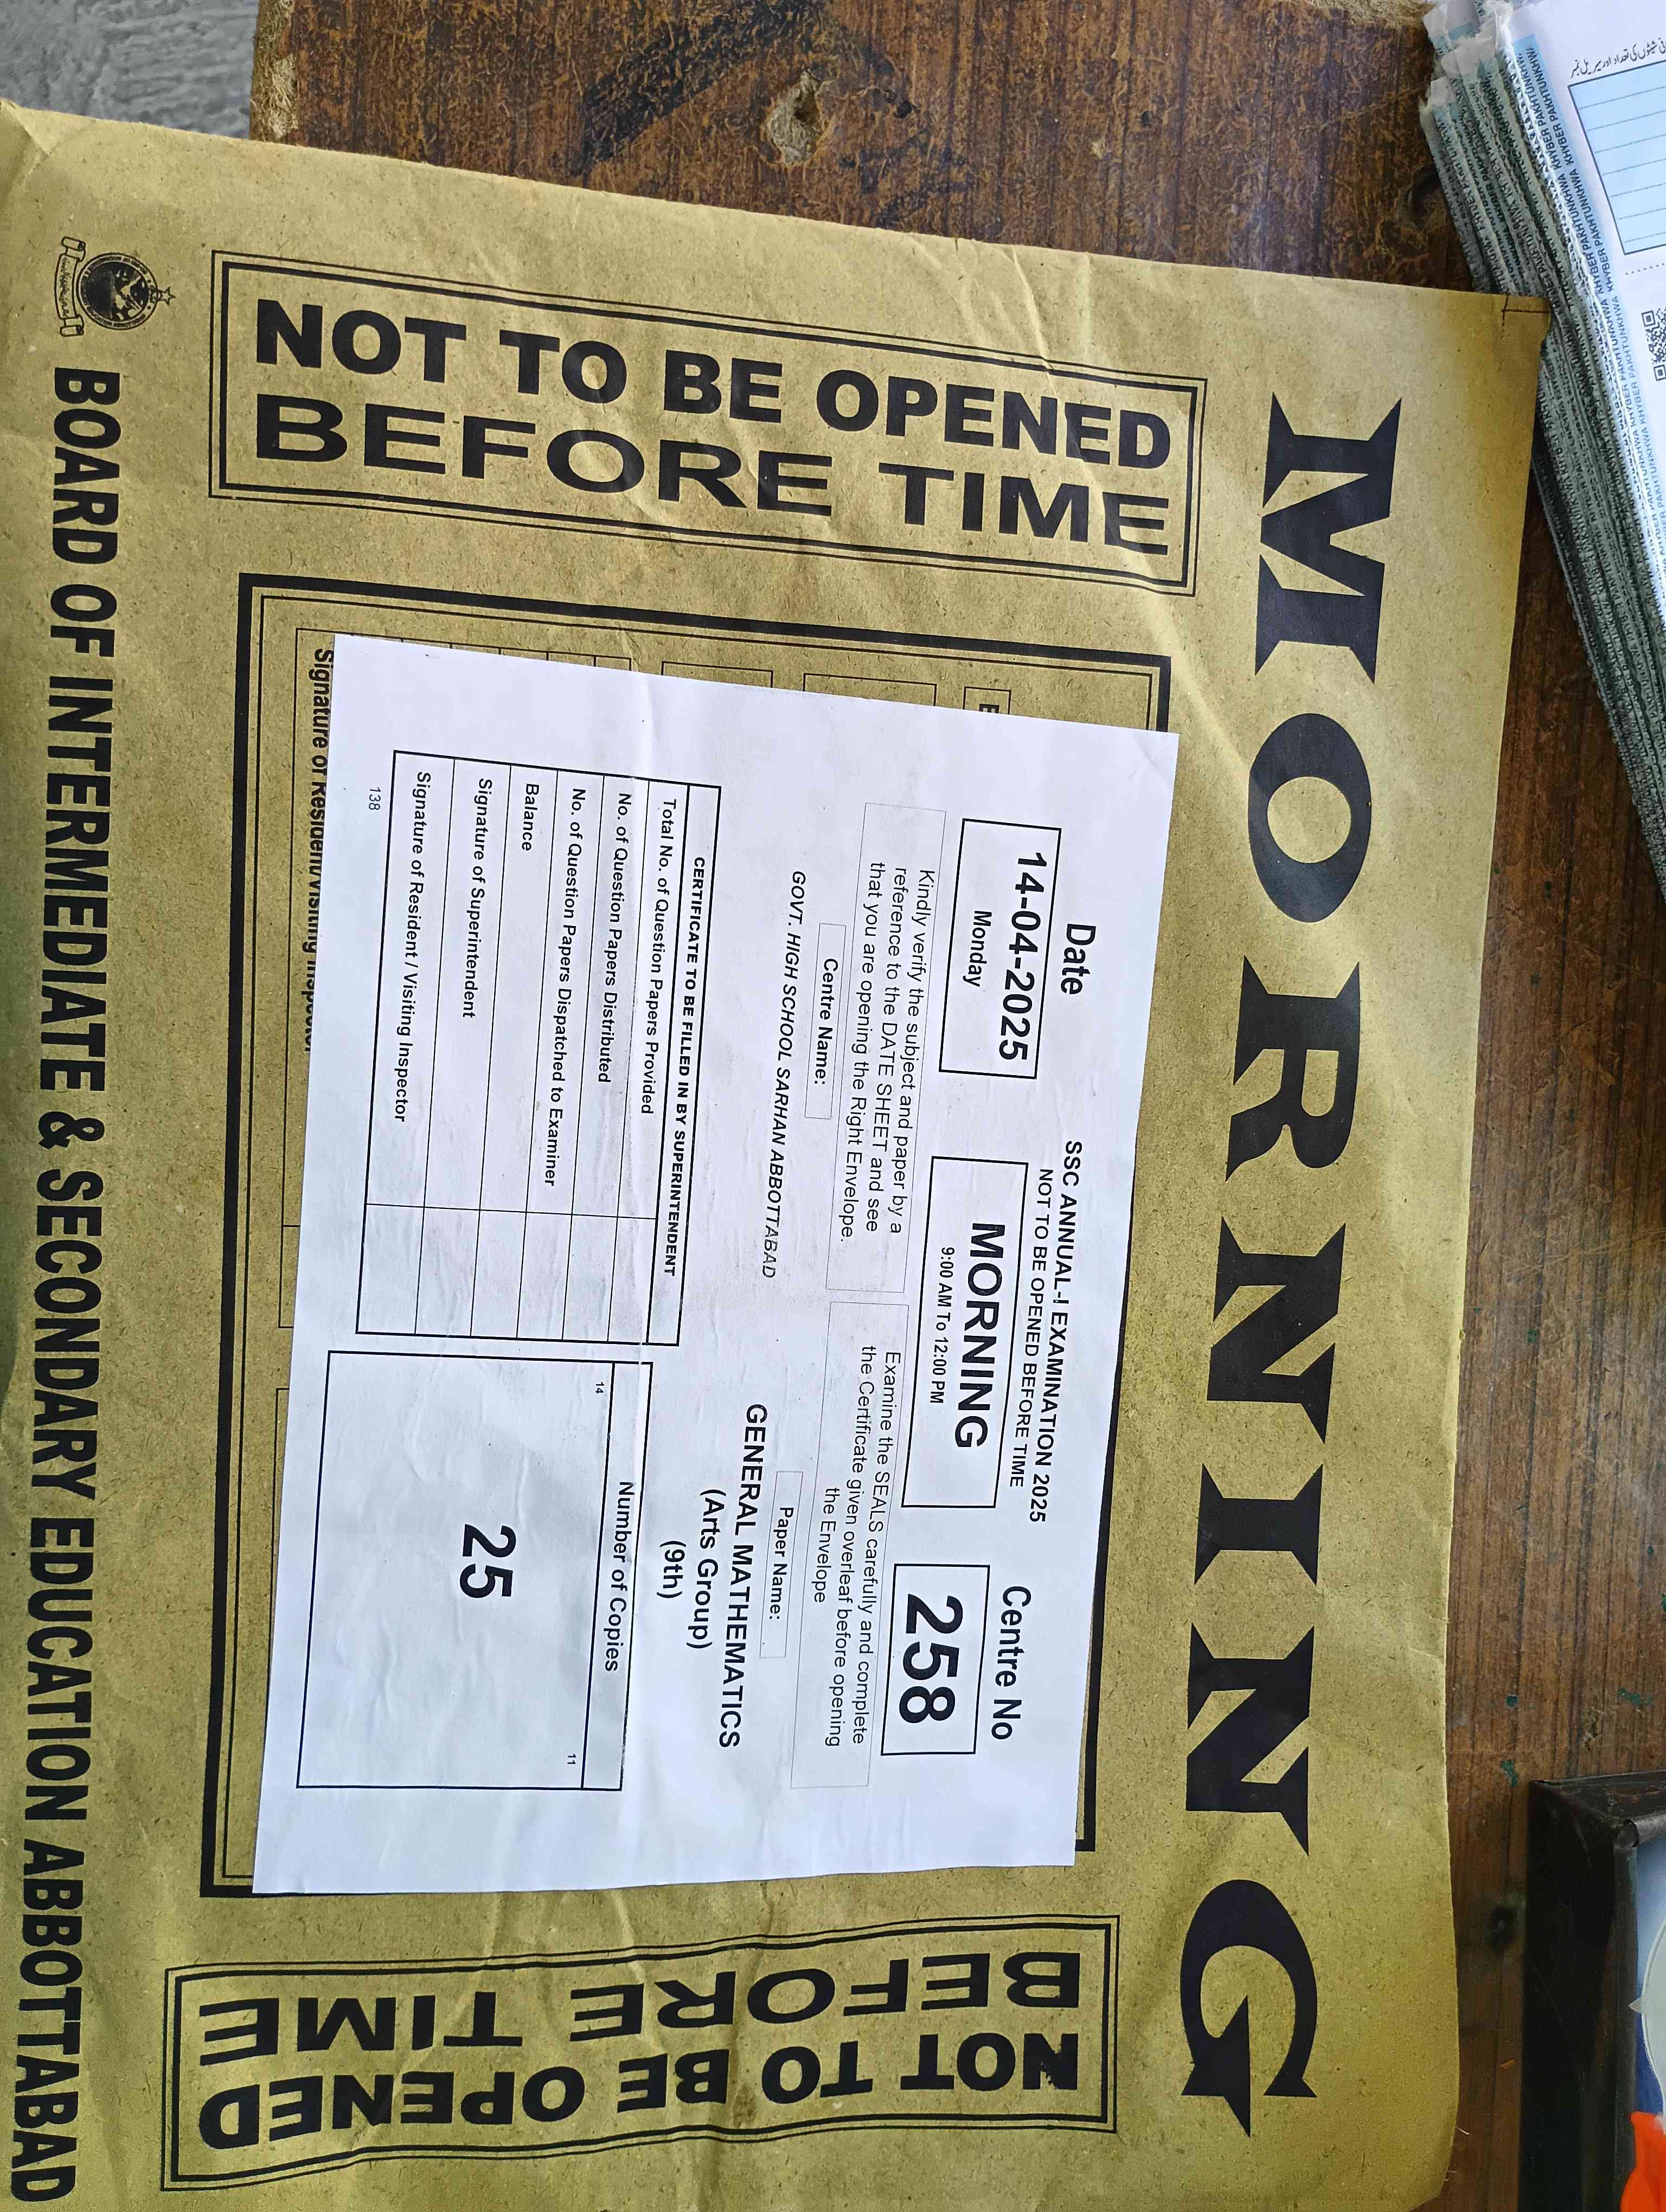 MORNING
NOT TO BE OPENED
BEFORE TIME
Date
14-04-2025
Monday
SSC ANNUAL-I EXAMINATION 2025
NOT TO BE OPENED BEFORE TIME
MORNING
9:00 AM To 12:00 PM
Centre No
258
Kindly verify the subject and paper by a
reference to the DATE SHEET and see
that you are opening the Right Envelope.
Examine the SEALS carefully and complete
the Certificate given overleaf before opening
the Envelope
Centre Name:
GOVT. HIGH SCHOOL SARHAN ABBOTTABAD
Paper Name:
GENERAL MATHEMATICS
(Arts Group)
(9th)
CERTIFICATE TO BE FILLED IN BY SUPERINTENDENT
Total No. of Question Papers Provided
No. of Question Papers Distributed
No. of Question Papers Dispatched to Examiner
Balance
Signature of Superintendent
Signature of Resident / Visiting Inspector
138
Number of Copies
14
11
25
Signature of Resident/Visiting Inspector
NOT TO BE OPENED
BEFORE TIME
BOARD OF INTERMEDIATE & SECONDARY EDUCATION ABBOTTABAD
KHYBER PAKHTUNKHWA KHYBER PAKHTUNKHWA